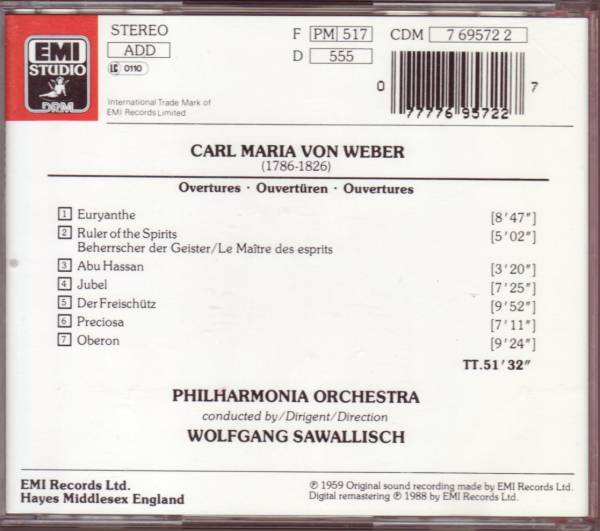 EMI
STUDIO
DRM
STEREO
ADD
LC 0110
International Trade Mark of
EMI Records Limited
F PM 517 CDM 7 69572 2
D 555
0 77776 95722 7
CARL MARIA VON WEBER
(1786-1826)
Overtures · Ouvertüren · Ouvertures
1 Euryanthe [8'47"]
2 Ruler of the Spirits [5'02"]
Beherrscher der Geister/Le Maître des esprits
3 Abu Hassan [3'20"]
4 Jubel [7'25"]
5 Der Freischütz [9'52"]
6 Preciosa [7'11"]
7 Oberon [9'24"]
TT.51'32"
PHILHARMONIA ORCHESTRA
conducted by/Dirigent/Direction
WOLFGANG SAWALLISCH
EMI Records Ltd.
Hayes Middlesex England
℗ 1959 Original sound recording made by EMI Records Ltd.
Digital remastering ℗ 1988 by EMI Records Ltd.